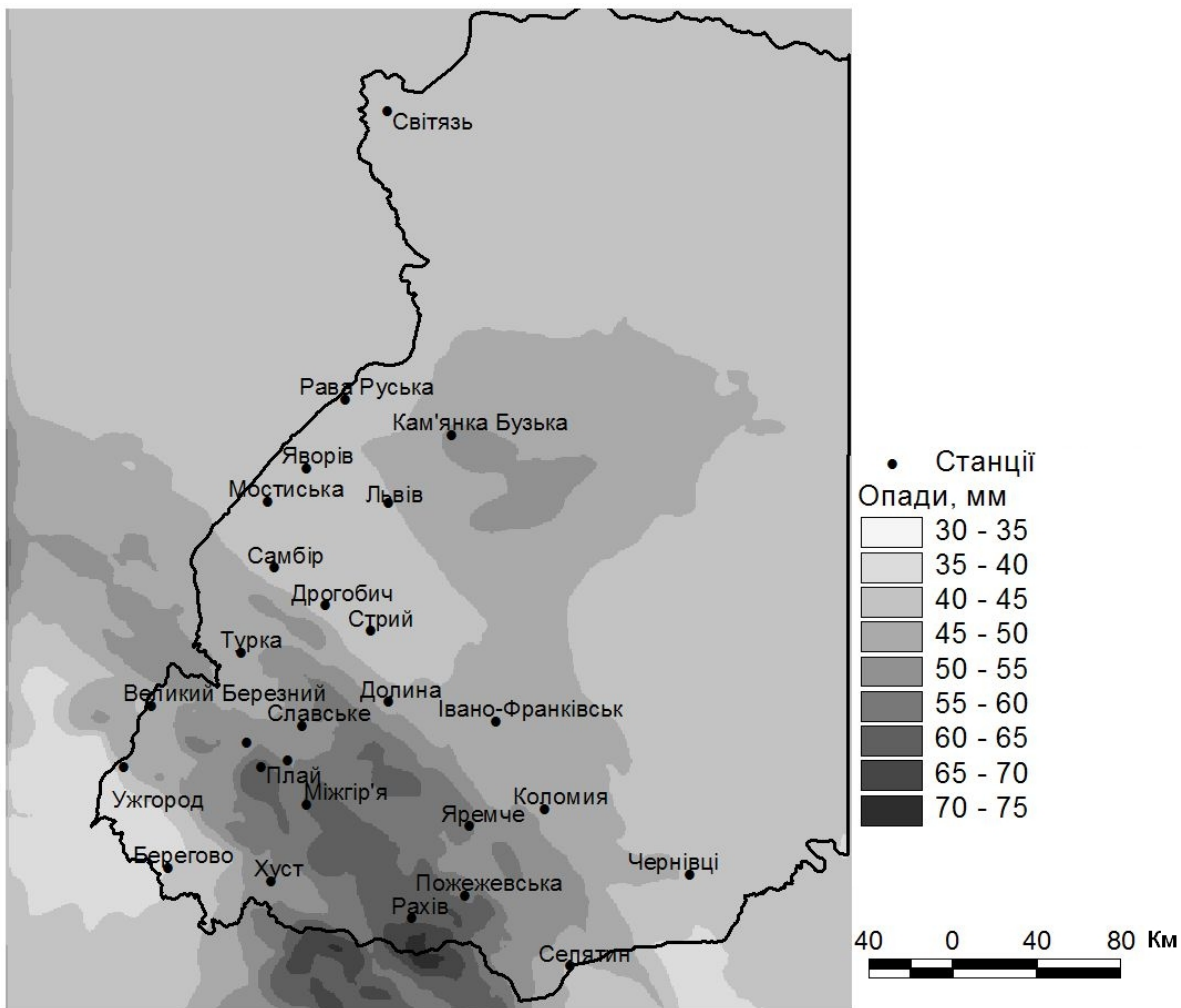 Світязь
Рава Руська
Кам'янка Бузька
Яворів
Мостиська
Львів
Самбір
Дрогобич
Стрий
Турка
Великий Березний
Долина
Славське
Івано-Франківськ
Плай
Ужгород
Міжгір'я
Коломия
Яремче
Берегово
Хуст
Чернівці
Пожежевська
Рахів
Селятин
Станції
Опади, мм
30 - 35
35 - 40
40 - 45
45 - 50
50 - 55
55 - 60
60 - 65
65 - 70
70 - 75
40 0 40 80 Км